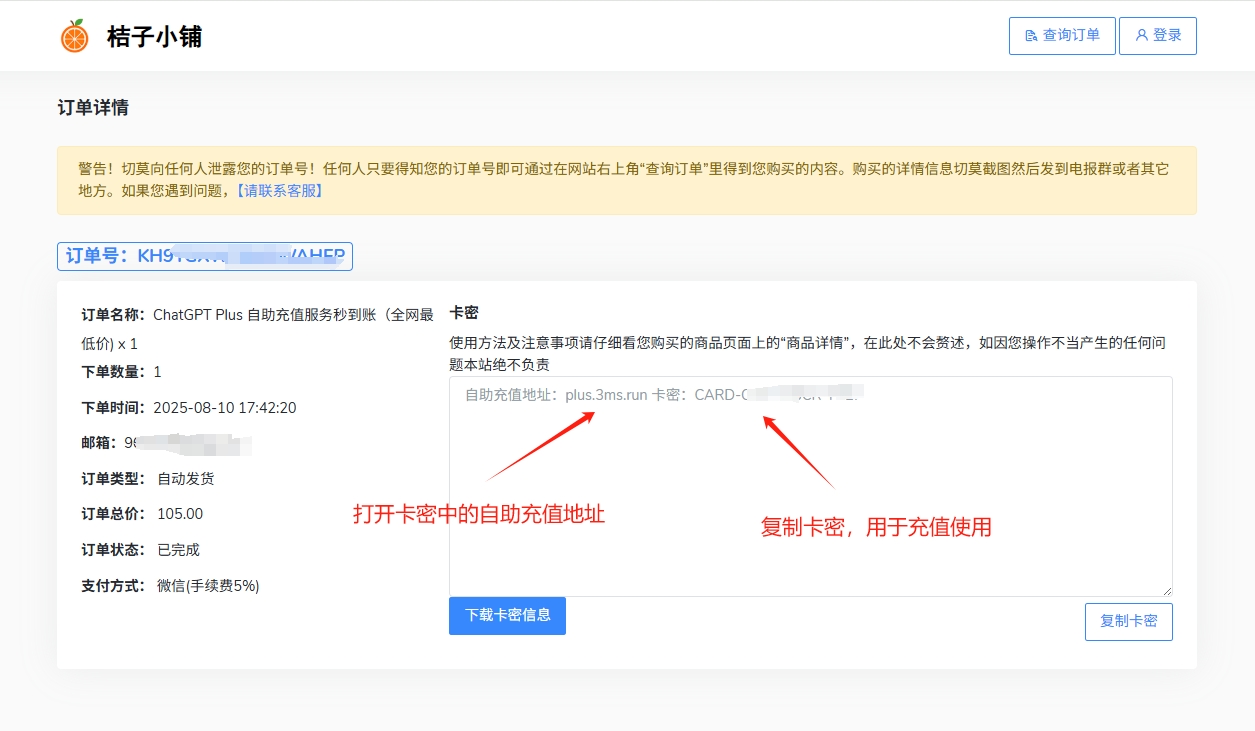 桔子小铺
查询订单
登录
订单详情
警告！切莫向任何人泄露您的订单号！任何人只要得知您的订单号即可通过在网站右上角“查询订单”里得到您购买的内容。购买的详情信息切莫截图然后发到电报群或者其它
地方。如果您遇到问题，【请联系客服】
订单号：KH9
订单名称：ChatGPT Plus 自助充值服务秒到账（全网最
低价) x 1
下单数量：1
下单时间：2025-08-10 17:42:20
邮箱：9
订单类型： 自动发货
订单总价： 105.00
订单状态： 已完成
支付方式： 微信(手续费5%)
卡密
使用方法及注意事项请仔细看您购买的商品页面上的“商品详情”，在此处不会赘述，如因您操作不当产生的任何问
题本站绝不负责
自助充值地址：plus.3ms.run 卡密：CARD-
打开卡密中的自助充值地址
复制卡密，用于充值使用
下载卡密信息
复制卡密